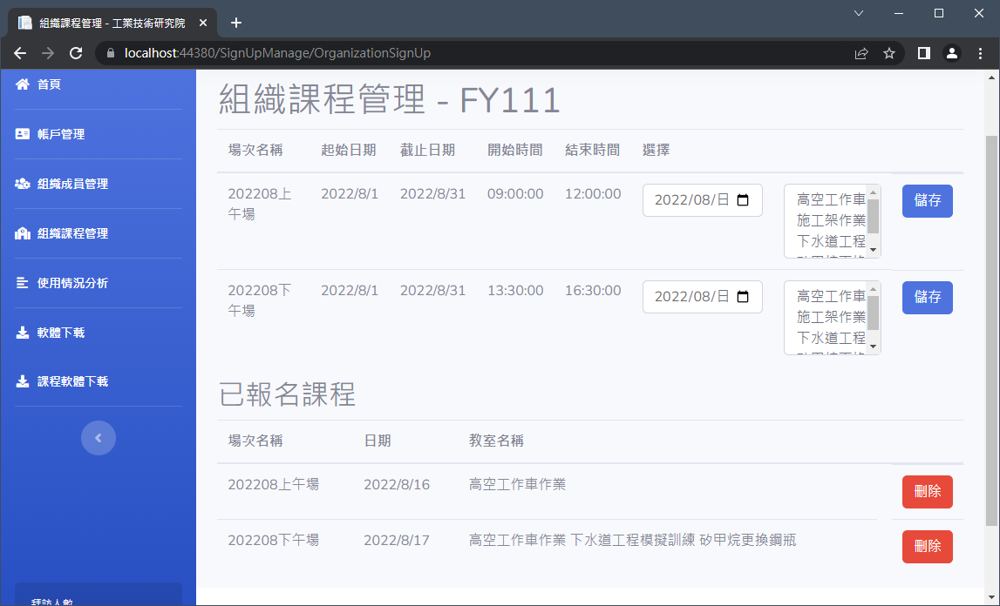 組織課程管理 - 工業技術研究院
localhost:44380/SignUpManage/OrganizationSignUp
首頁
帳戶管理
組織成員管理
組織課程管理
使用情況分析
軟體下載
課程軟體下載
拜訪人數
組織課程管理 - FY111
場次名稱 起始日期 截止日期 開始時間 結束時間 選擇
202208上 2022/8/1 2022/8/31 09:00:00 12:00:00 2022/08/日 高空工作車 儲存
午場 施工架作業
下水道工程
202208下 2022/8/1 2022/8/31 13:30:00 16:30:00 2022/08/日 高空工作車 儲存
午場 施工架作業
下水道工程
已報名課程
場次名稱 日期 教室名稱
202208上午場 2022/8/16 高空工作車作業 刪除
202208下午場 2022/8/17 高空工作車作業 下水道工程模擬訓練 矽甲烷更換鋼瓶 刪除